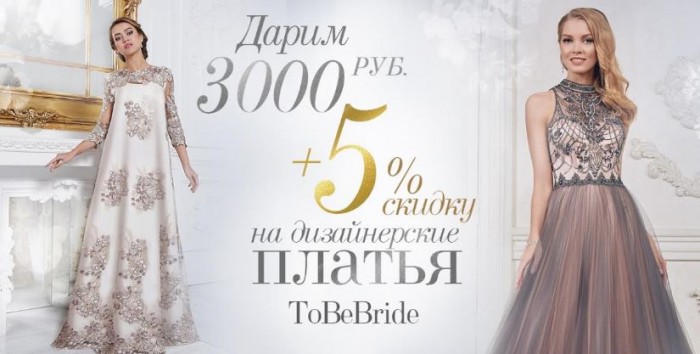 Дарим
3000 РУБ.
+5% скидку
на дизайнерские
платья
ToBeBride